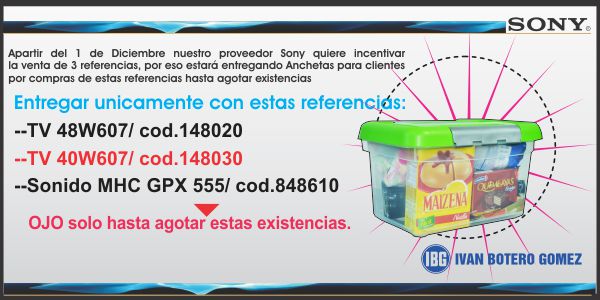 SONY
Apartir del 1 de Diciembre nuestro proveedor Sony quiere incentivar
la venta de 3 referencias, por eso estará entregando Anchetas para clientes
por compras de estas referencias hasta agotar existencias
Entregar unicamente con estas referencias:
--TV 48W607/ cod.148020
--TV 40W607/ cod.148030
--Sonido MHC GPX 555/ cod.848610
OJO solo hasta agotar estas existencias.
MAIZENA
IBG IVAN BOTERO GOMEZ